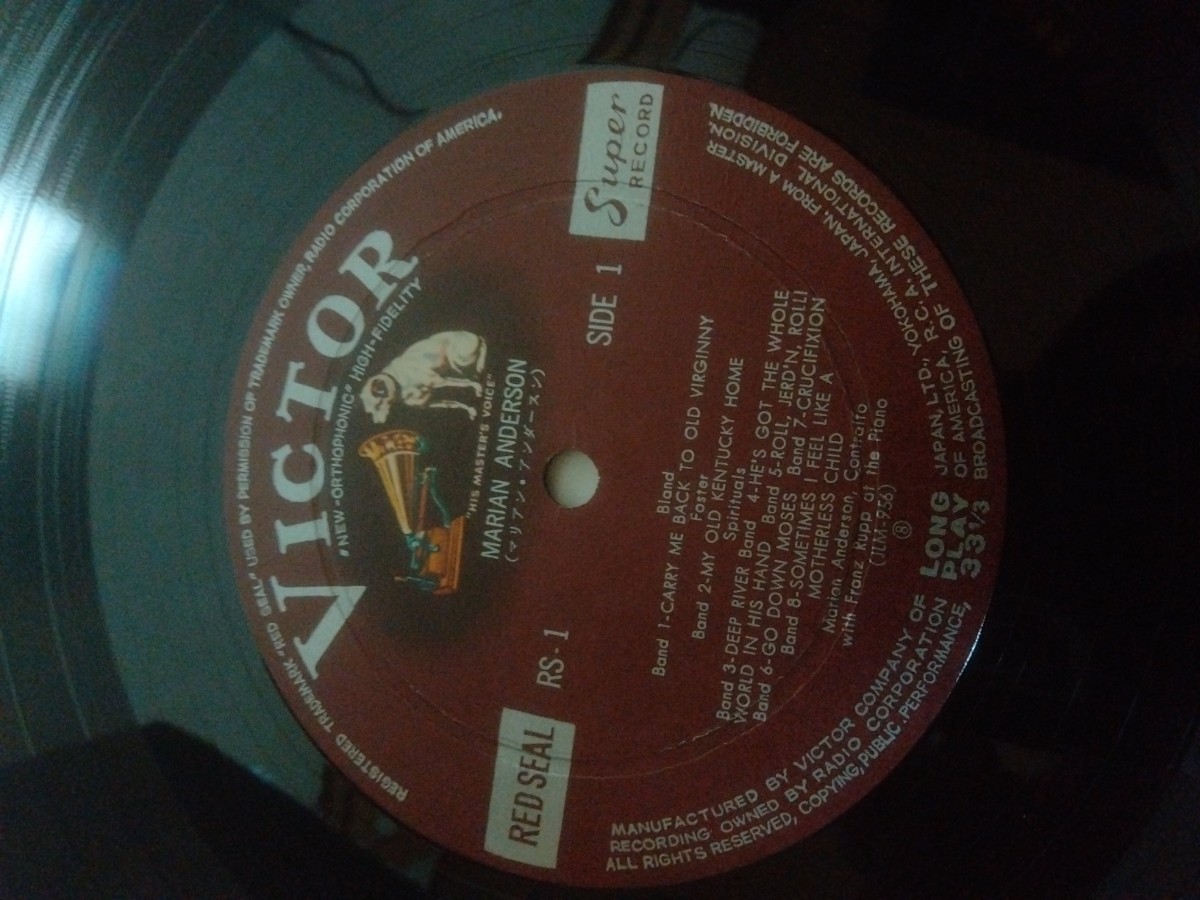 REGISTERED TRADEMARK "RED SEAL" USED BY PERMISSION OF TRADEMARK OWNER, RADIO CORPORATION OF AMERICA.
VICTOR
"NEW "ORTHOPHONIC" HIGH-FIDELITY
"HIS MASTER'S VOICE"
RED SEAL
MARIAN ANDERSON
(マリアン・アンダースン)
Super
RECORD
RS-1
SIDE 1
Bland
Band 1-CARRY ME BACK TO OLD VIRGINNY
Foster
Band 2-MY OLD KENTUCKY HOME
Spirituals
Band 3-DEEP RIVER Band 4-HE'S GOT THE WHOLE
WORLD IN HIS HAND Band 5-ROLL, JERD'N, ROLL!
Band 6-GO DOWN MOSES Band 7-CRUCIFIXION
Band 8-SOMETIMES I FEEL LIKE A
MOTHERLESS CHILD
Marian Anderson, Contralto
with Franz Rupp at the Piano
(JLM-956)
Ⓡ
LONG
PLAY
33 1/3
MANUFACTURED BY VICTOR COMPANY OF JAPAN, LTD., YOKOHAMA, JAPAN, FROM A MASTER
RECORDING OWNED BY RADIO CORPORATION OF AMERICA, R.C.A. INTERNATIONAL DIVISION.
ALL RIGHTS RESERVED, COPYING, PUBLIC PERFORMANCE, BROADCASTING OF THESE RECORDS ARE FORBIDDEN.